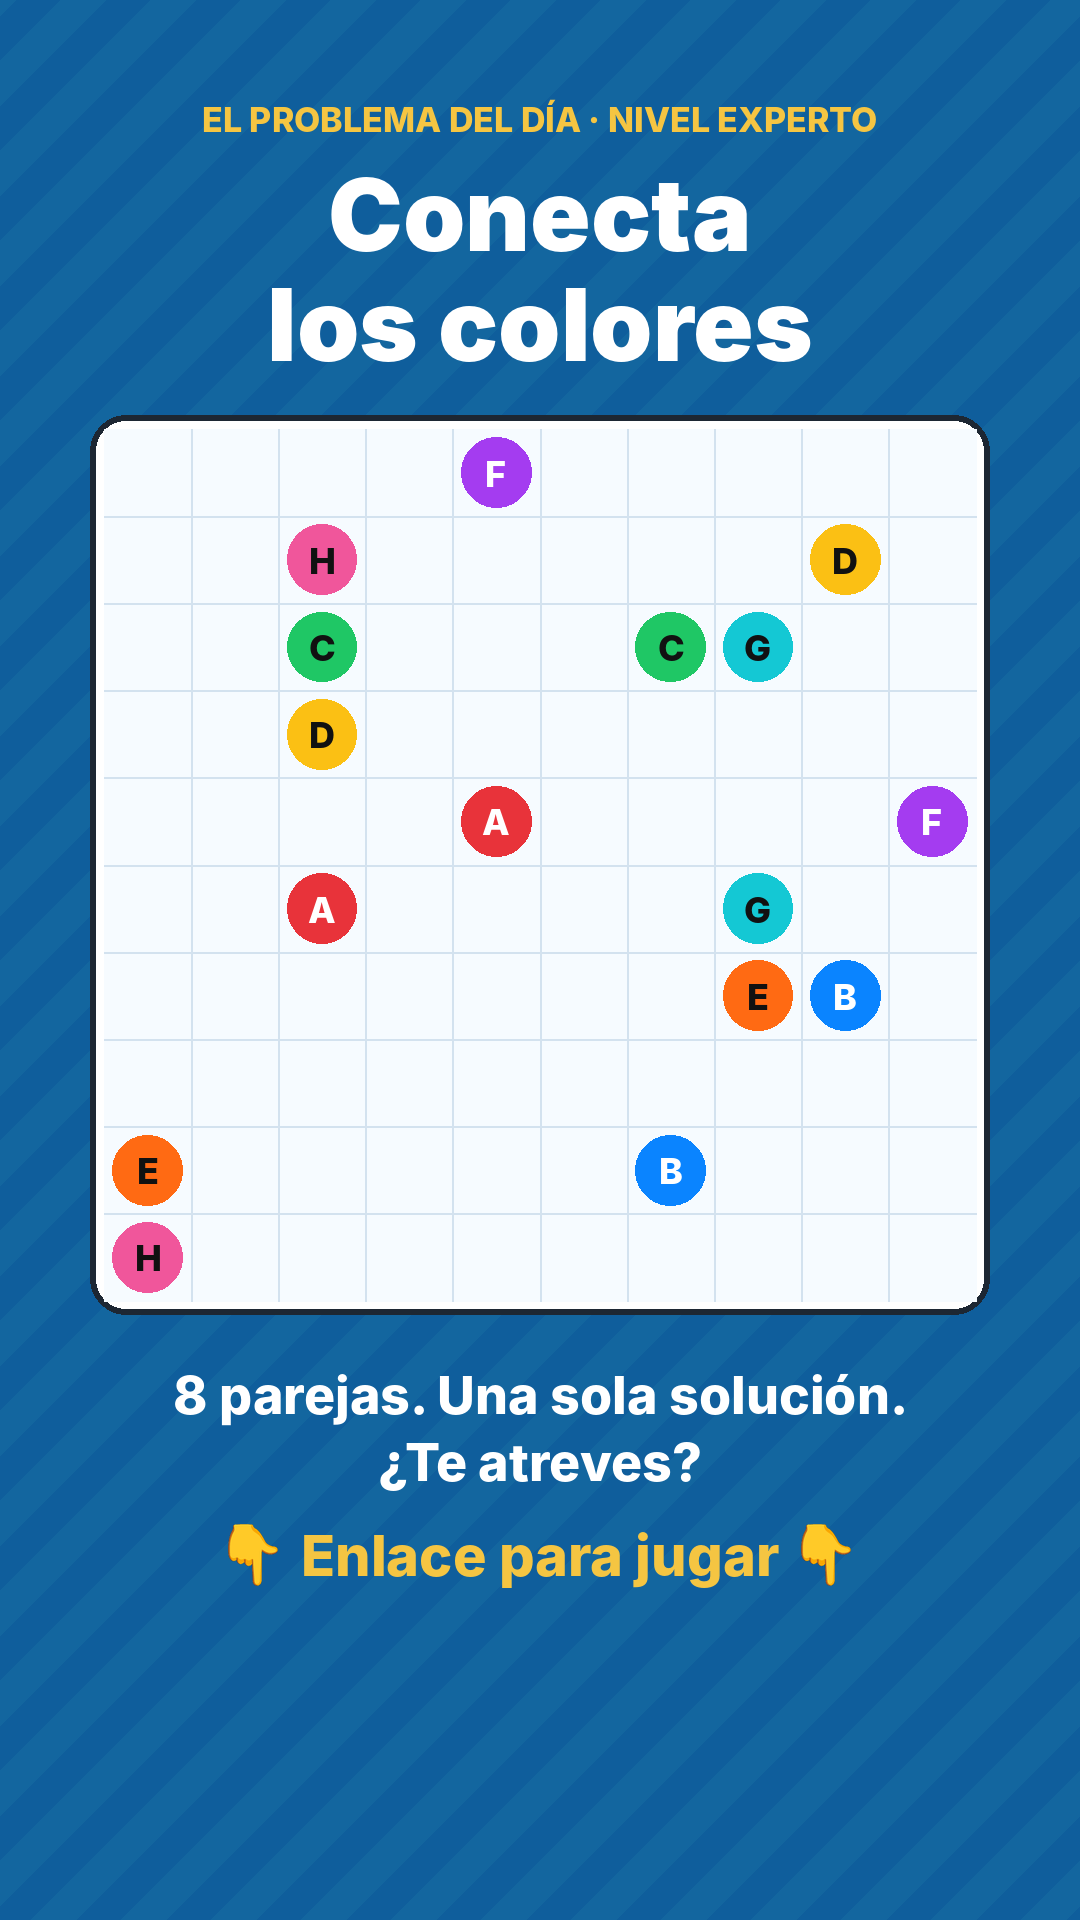 EL PROBLEMA DEL DÍA · NIVEL EXPERTO
Conecta
los colores
F
H D
C C G
D
A F
A G
E B
E B
H
8 parejas. Una sola solución.
¿Te atreves?
👇 Enlace para jugar 👇